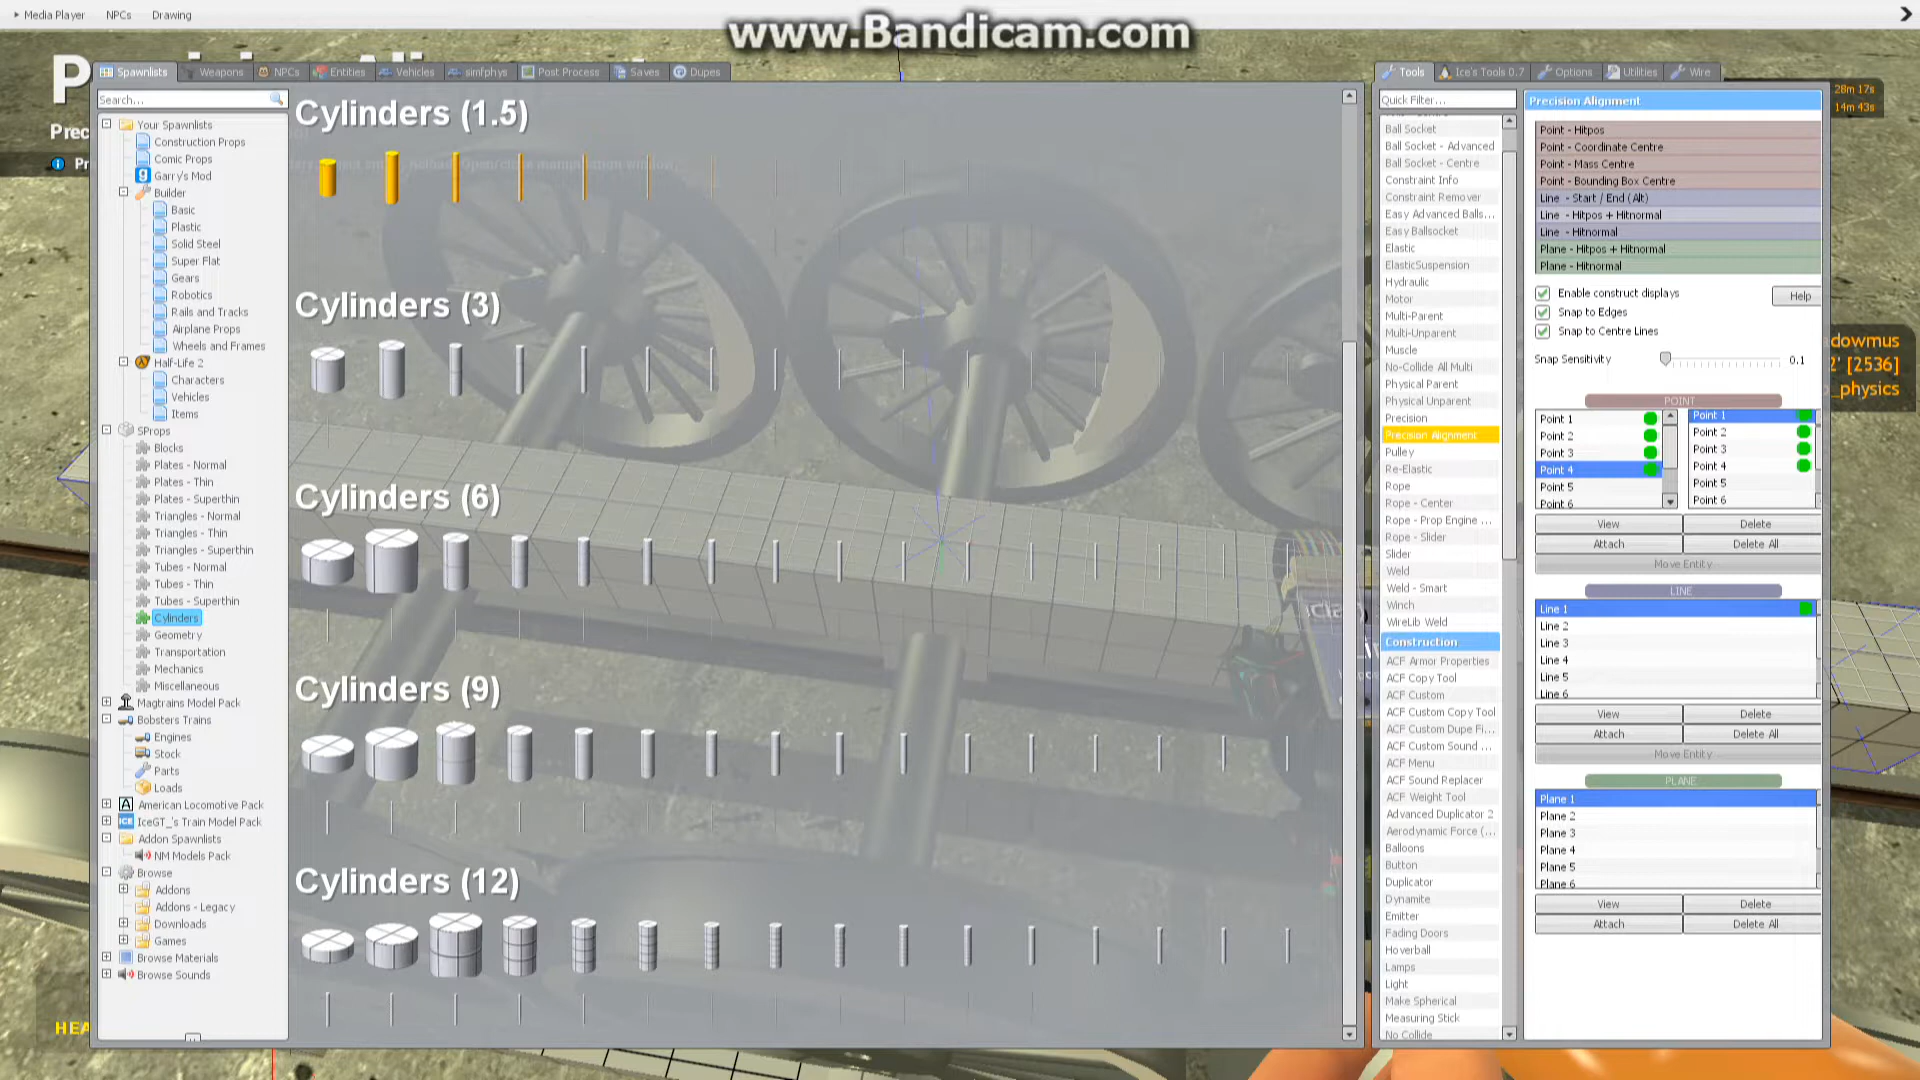 Media Player NPCs Drawing
www.Bandicam.com
Spawnlists Weapons NPCs Entities Vehicles simfphys Post Process Saves Dupes
Search...
Your Spawnlists
Construction Props
Comic Props
Garry's Mod
Builder
Basic
Plastic
Solid Steel
Super Flat
Gears
Robotics
Rails and Tracks
Airplane Props
Wheels and Frames
Half-Life 2
Characters
Vehicles
Items
SProps
Blocks
Plates - Normal
Plates - Thin
Plates - Superthin
Triangles - Normal
Triangles - Thin
Triangles - Superthin
Tubes - Normal
Tubes - Thin
Tubes - Superthin
Cylinders
Geometry
Transportation
Mechanics
Miscellaneous
Magtrains Model Pack
Bobsters Trains
Engines
Stock
Parts
Loads
American Locomotive Pack
IceGT_'s Train Model Pack
Addon Spawnlists
NM Models Pack
Browse
Addons
Addons - Legacy
Downloads
Games
Browse Materials
Browse Sounds
HEA
Prec
Pr
Cylinders (1.5)
Cylinders (3)
Cylinders (6)
Cylinders (9)
Cylinders (12)
Tools Ice's Tools 0.7 Options Utilities Wire
Quick Filter...
Ball Socket
Ball Socket - Advanced
Ball Socket - Centre
Constraint Info
Constraint Remover
Easy Advanced Balls...
Easy Ballsocket
Elastic
ElasticSuspension
Hydraulic
Motor
Multi-Parent
Multi-Unparent
Muscle
No-Collide All Multi
Physical Parent
Physical Unparent
Precision
Precision Alignment
Pulley
Re-Elastic
Rope
Rope - Center
Rope - Prop Engine ...
Rope - Slider
Slider
Weld
Weld - Smart
Winch
WireLib Weld
Construction
ACF Armor Properties
ACF Copy Tool
ACF Custom
ACF Custom Copy Tool
ACF Custom Dupe Fi...
ACF Custom Sound ...
ACF Menu
ACF Sound Replacer
ACF Weight Tool
Advanced Duplicator 2
Aerodynamic Force (...
Balloons
Button
Duplicator
Dynamite
Emitter
Fading Doors
Hoverball
Lamps
Light
Make Spherical
Measuring Stick
No Collide
Precision Alignment
Point - Hitpos
Point - Coordinate Centre
Point - Mass Centre
Point - Bounding Box Centre
Line - Start / End (Alt)
Line - Hitpos + Hitnormal
Line - Hitnormal
Plane - Hitpos + Hitnormal
Plane - Hitnormal
Enable construct displays Help
Snap to Edges
Snap to Centre Lines
Snap Sensitivity 0.1
POINT
Point 1 Point 1
Point 2 Point 2
Point 3 Point 3
Point 4 Point 4
Point 5 Point 5
Point 6 Point 6
View Delete
Attach Delete All
Move Entity
LINE
Line 1
Line 2
Line 3
Line 4
Line 5
Line 6
View Delete
Attach Delete All
Move Entity
PLANE
Plane 1
Plane 2
Plane 3
Plane 4
Plane 5
Plane 6
View Delete
Attach Delete All
28m 17s
14m 43s
dowmus
2' [2536]
_physics